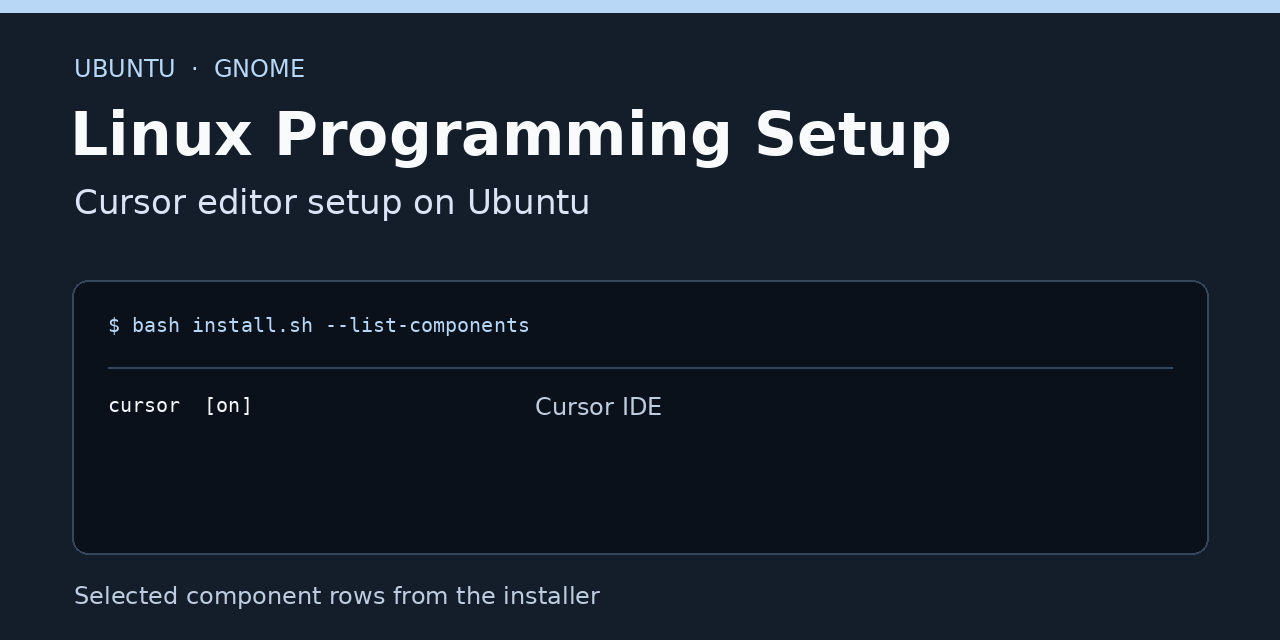 UBUNTU · GNOME
Linux Programming Setup
Cursor editor setup on Ubuntu
$ bash install.sh --list-components
cursor  [on]  Cursor IDE
Selected component rows from the installer